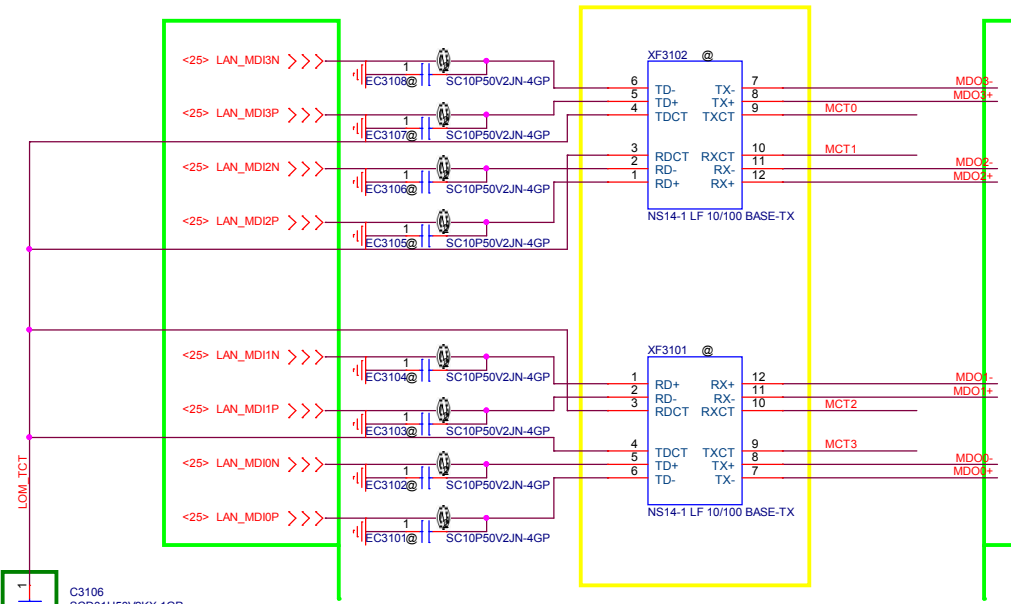 <25> LAN_MDI3N
1
EC3108@ SC10P50V2JN-4GP
<25> LAN_MDI3P
1
EC3107@ SC10P50V2JN-4GP
<25> LAN_MDI2N
1
EC3106@ SC10P50V2JN-4GP
<25> LAN_MDI2P
1
EC3105@ SC10P50V2JN-4GP
XF3102 @
6 TD- TX- 7 MDO3-
5 TD+ TX+ 8 MDO3+
4 TDCT TXCT 9 MCT0
3 RDCT RXCT 10 MCT1
2 RD- RX- 11 MDO2-
1 RD+ RX+ 12 MDO2+
NS14-1 LF 10/100 BASE-TX
<25> LAN_MDI1N
1
EC3104@ SC10P50V2JN-4GP
<25> LAN_MDI1P
1
EC3103@ SC10P50V2JN-4GP
<25> LAN_MDI0N
1
EC3102@ SC10P50V2JN-4GP
<25> LAN_MDI0P
1
EC3101@ SC10P50V2JN-4GP
XF3101 @
1 RD+ RX+ 12 MDO1-
2 RD- RX- 11 MDO1+
3 RDCT RXCT 10 MCT2
4 TDCT TXCT 9 MCT3
5 TD+ TX+ 8 MDO0-
6 TD- TX- 7 MDO0+
NS14-1 LF 10/100 BASE-TX
LOM_TCT
1
C3106